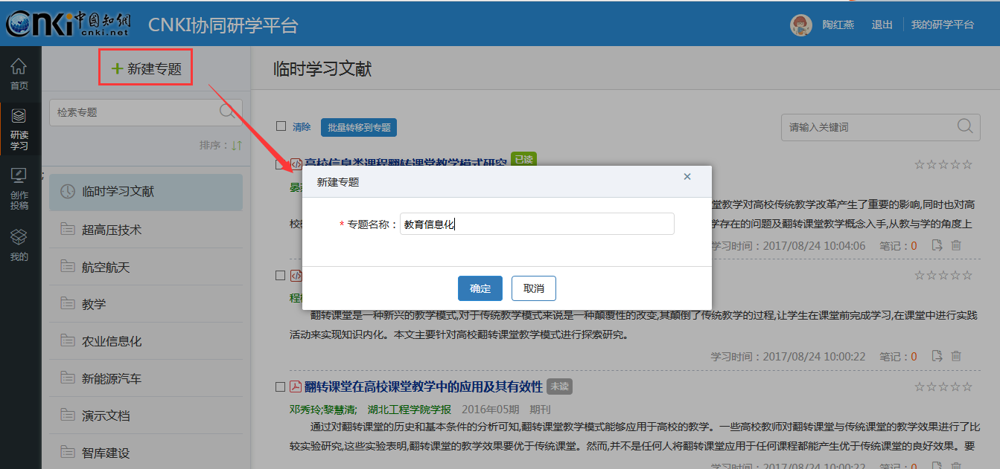 CNKI中国知网
cnki.net
CNKI协同研学平台
陶红燕 退出 我的研学平台
首页
研读
学习
创作
投稿
我的
+新建专题
检索专题
排序：↓↑
临时学习文献
超高压技术
航空航天
教学
农业信息化
新能源汽车
演示文档
智库建设
临时学习文献
清除 批量转移到专题 请输入关键词
高校信息类课程翻转课堂教学模式研究 已读
新建专题 ×
* 专题名称： 教育信息化
确定 取消
堂教学对高校传统教学改革产生了重要的影响,同时也对高
学存在的问题及翻转课堂教学概念入手,从教与学的角度上
学习时间：2017/08/24 10:04:06 笔记：0
翻转课堂是一种新兴的教学模式,对于传统教学模式来说是一种颠覆性的改变,其颠倒了传统教学的过程,让学生在课堂前完成学习,在课堂中进行实践
活动来实现知识内化。本文主要针对高校翻转课堂教学模式进行探索研究。
学习时间：2017/08/24 10:00:22 笔记：0
翻转课堂在高校课堂教学中的应用及其有效性 未读
邓秀玲;黎慧清; 湖北工程学院学报 2016年05期 期刊
通过对翻转课堂的历史和基本条件的分析可知,翻转课堂教学模式能够应用于高校的教学。一些高校教师对翻转课堂与传统课堂的教学效果进行了比
较实验研究,这些实验表明,翻转课堂的教学效果要优于传统课堂。然而,并不是任何人将翻转课堂应用于任何课程都能产生优于传统课堂的良好效果。要
学习时间：2017/08/24 10:00:22 笔记：0